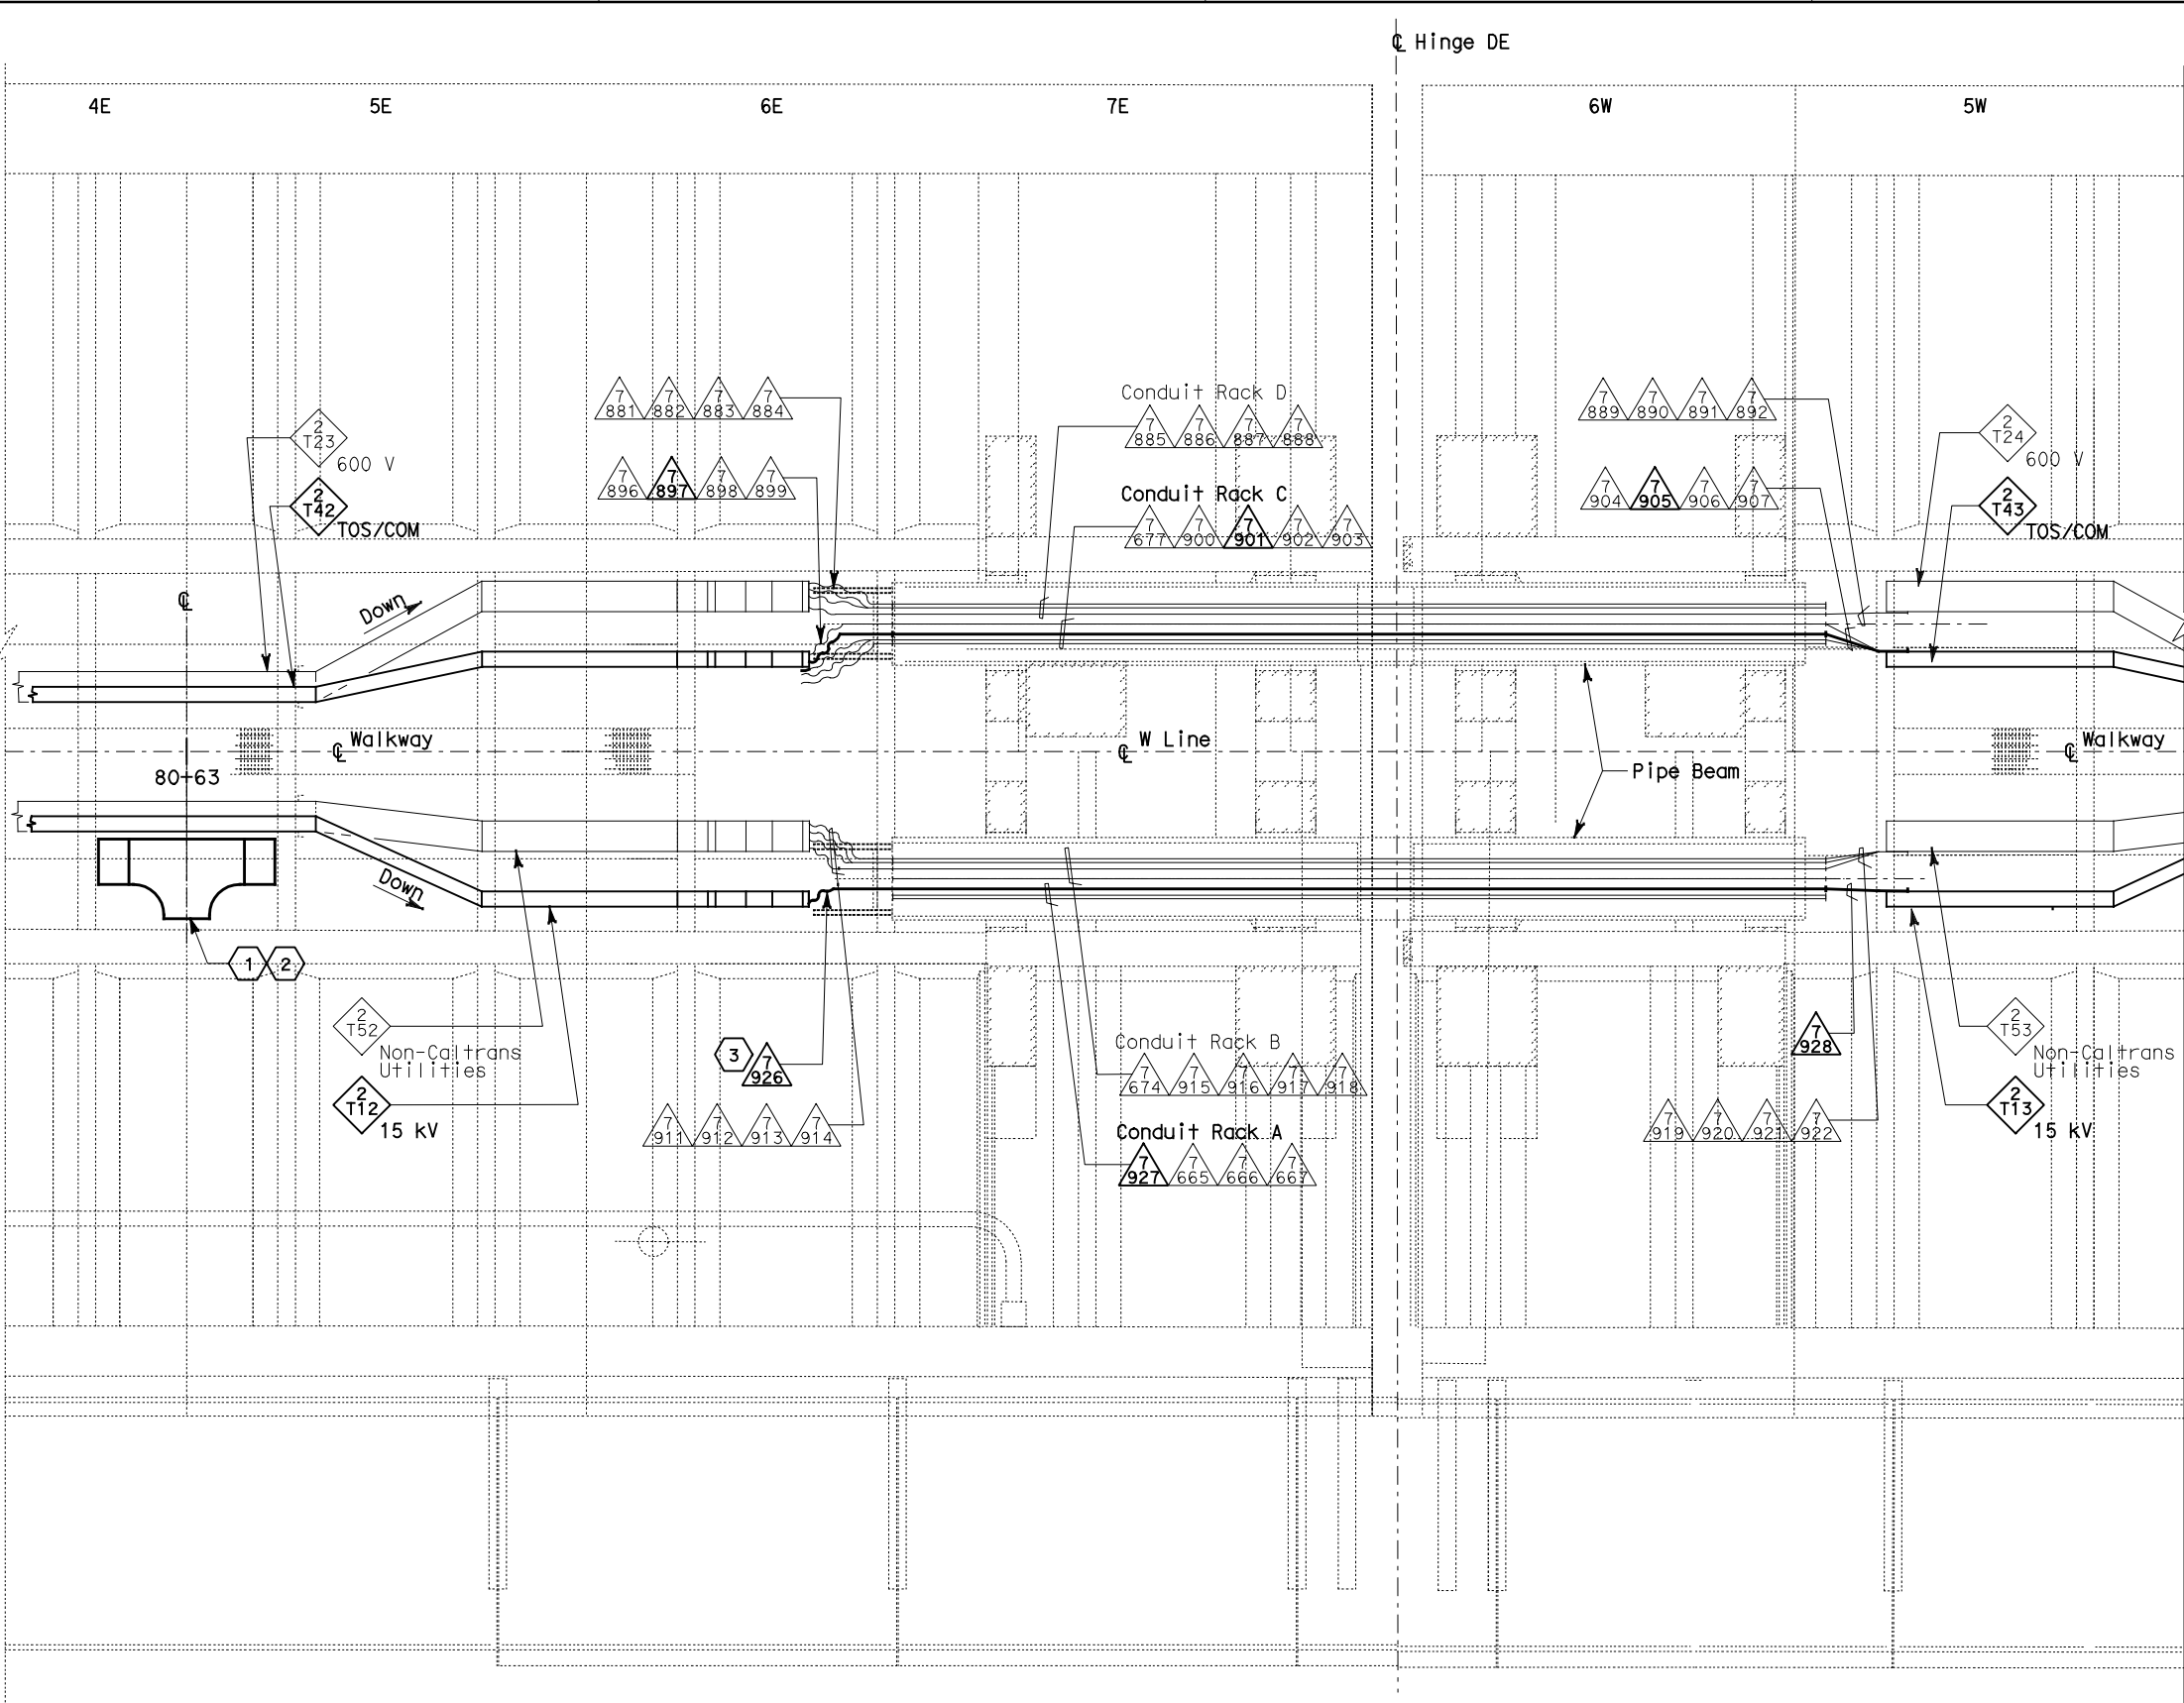 ℄ Hinge DE
4E 5E 6E 7E 6W 5W
7 881 7 882 7 883 7 884
Conduit Rack D
7 885 7 886 7 887 7 888
7 889 7 890 7 891 7 892
2 T23
600 V
2 T24
600 V
7 896 7 897 7 898 7 899
Conduit Rack C
7 677 7 900 7 901 7 902 7 903
7 904 7 905 7 906 7 907
2 T42
TOS/COM
2 T43
TOS/COM
℄
Down
℄ Walkway
℄ W Line
℄ Walkway
80+63
Pipe Beam
Down
1 2
2 T52
Non-Caltrans
Utilities
2 T12
15 kV
3
7 926
7 911 7 912 7 913 7 914
Conduit Rack B
7 674 7 915 7 916 7 917 7 918
Conduit Rack A
7 927 7 665 7 666 7 667
7 928
7 919 7 920 7 921 7 922
2 T53
Non-Caltrans
Utilities
2 T13
15 kV